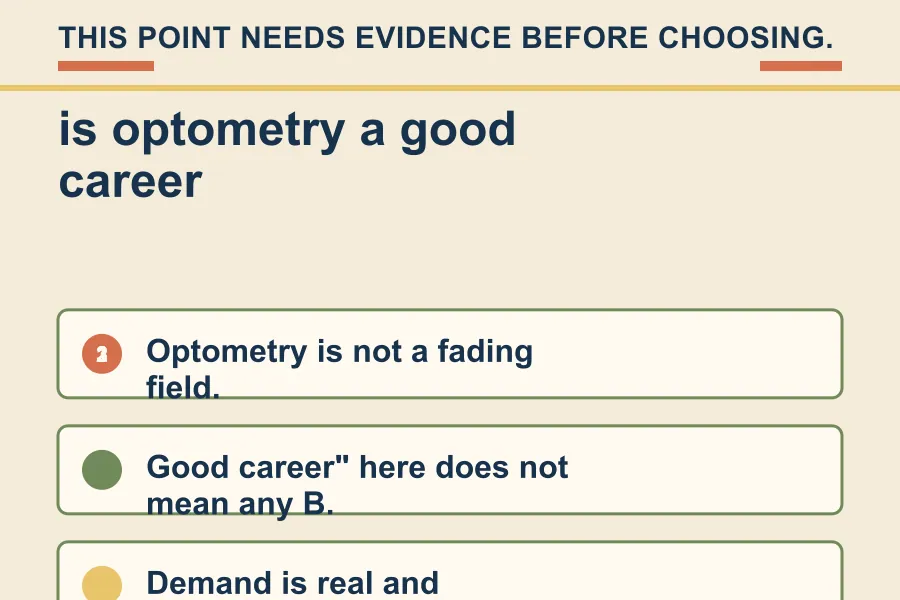 THIS POINT NEEDS EVIDENCE BEFORE CHOOSING.
is optometry a good
career
Optometry is not a fading
field.
Good career" here does not
mean any B.
Demand is real and